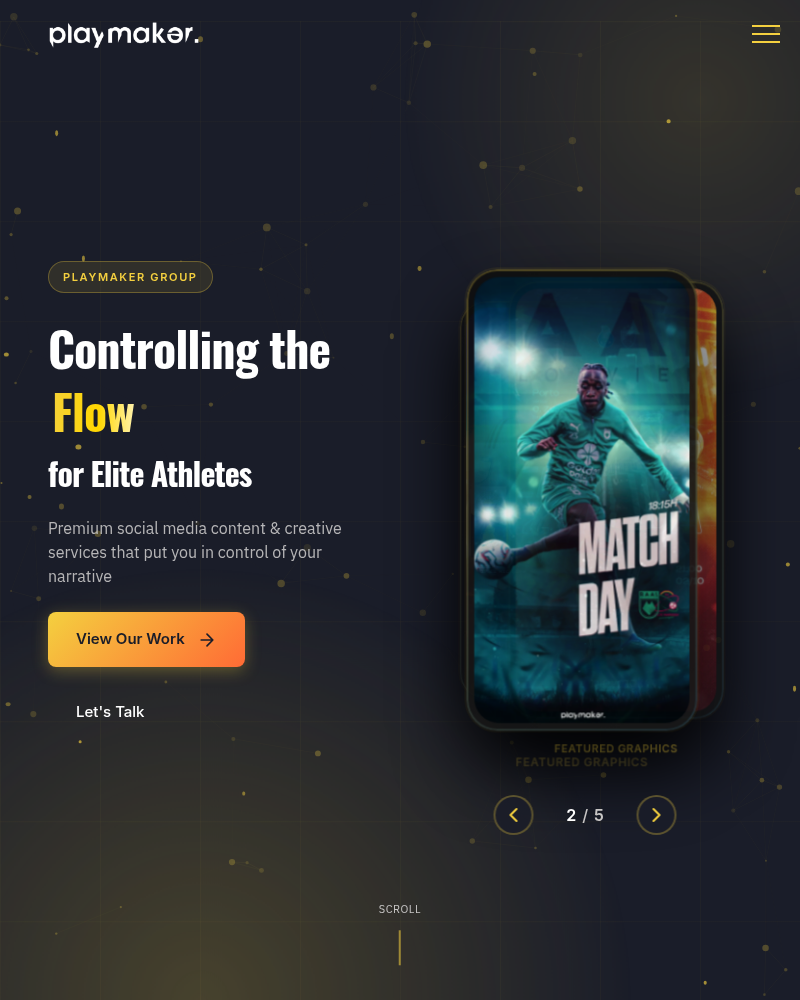 playmaker.
PLAYMAKER GROUP
Controlling the
Flow
for Elite Athletes
Premium social media content & creative
services that put you in control of your
narrative
View Our Work
Let's Talk
A A
18:15H
MATCH
DAY
playmaker.
FEATURED GRAPHICS
FEATURED GRAPHICS
2 / 5
SCROLL